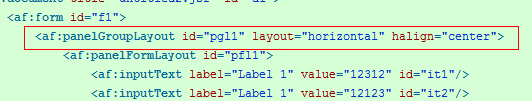 <af:form id="f1">
<af:panelGroupLayout id="pgl1" layout="horizontal" halign="center">
<af:panelFormLayout id="pfl1">
<af:inputText label="Label 1" value="12312" id="it1"/>
<af:inputText label="Label 1" value="12123" id="it2"/>